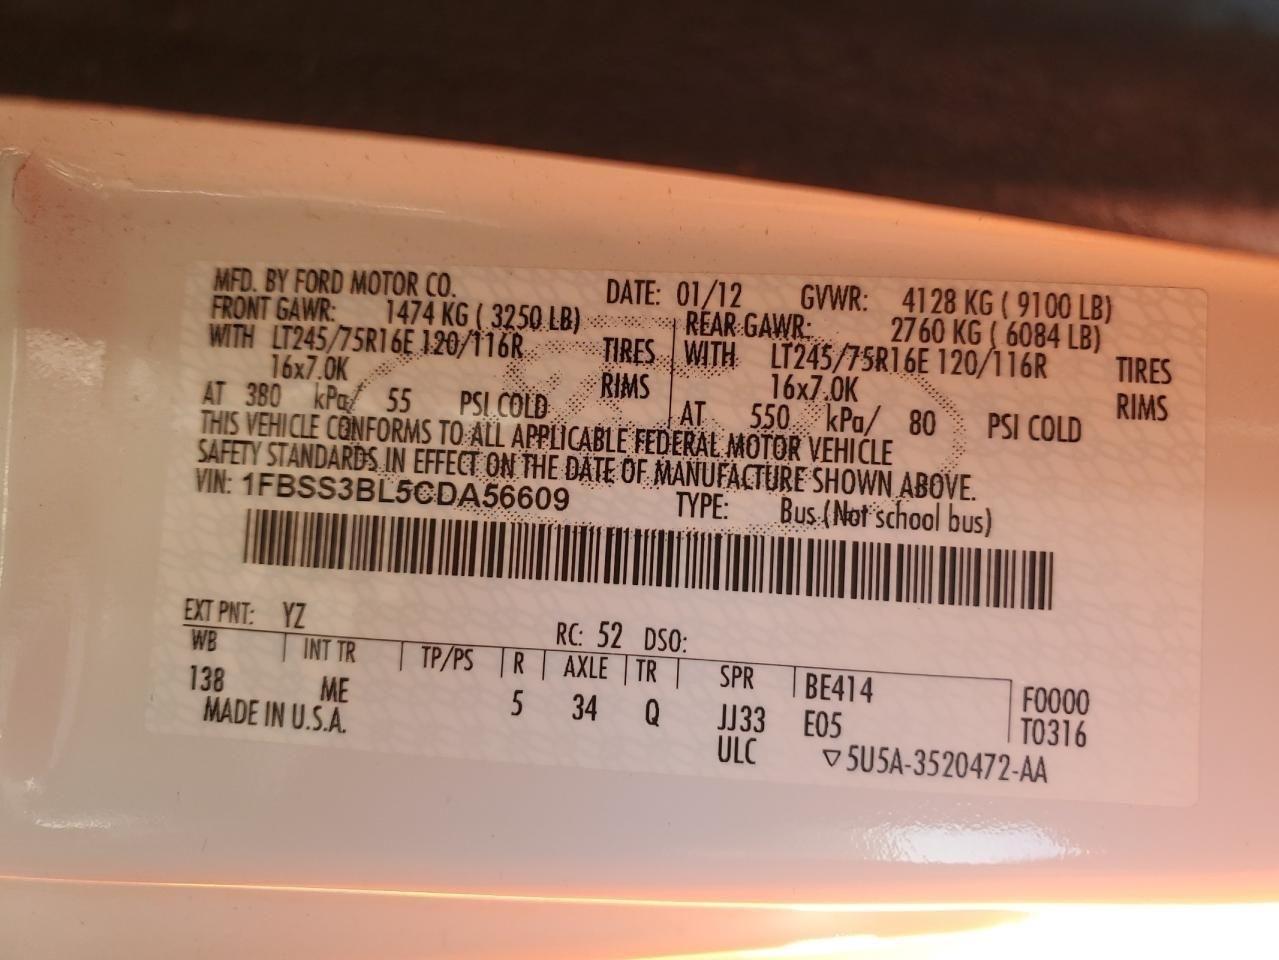 MFD. BY FORD MOTOR CO. DATE: 01/12 GVWR: 4128 KG ( 9100 LB)
FRONT GAWR: 1474 KG ( 3250 LB) REAR GAWR: 2760 KG ( 6084 LB)
WITH LT245/75R16E 120/116R TIRES WITH LT245/75R16E 120/116R TIRES
16x7.0K RIMS 16x7.0K RIMS
AT 380 kPa/ 55 PSI COLD AT 550 kPa/ 80 PSI COLD
THIS VEHICLE CONFORMS TO ALL APPLICABLE FEDERAL MOTOR VEHICLE
SAFETY STANDARDS IN EFFECT ON THE DATE OF MANUFACTURE SHOWN ABOVE.
VIN: 1FBSS3BL5CDA56609 TYPE: Bus (Not school bus)
EXT PNT: YZ RC: 52 DSO:
WB INT TR TP/PS R AXLE TR SPR BE414 F0000
138 ME 5 34 Q JJ33 E05 T0316
MADE IN U.S.A. ULC ▽5U5A-3520472-AA